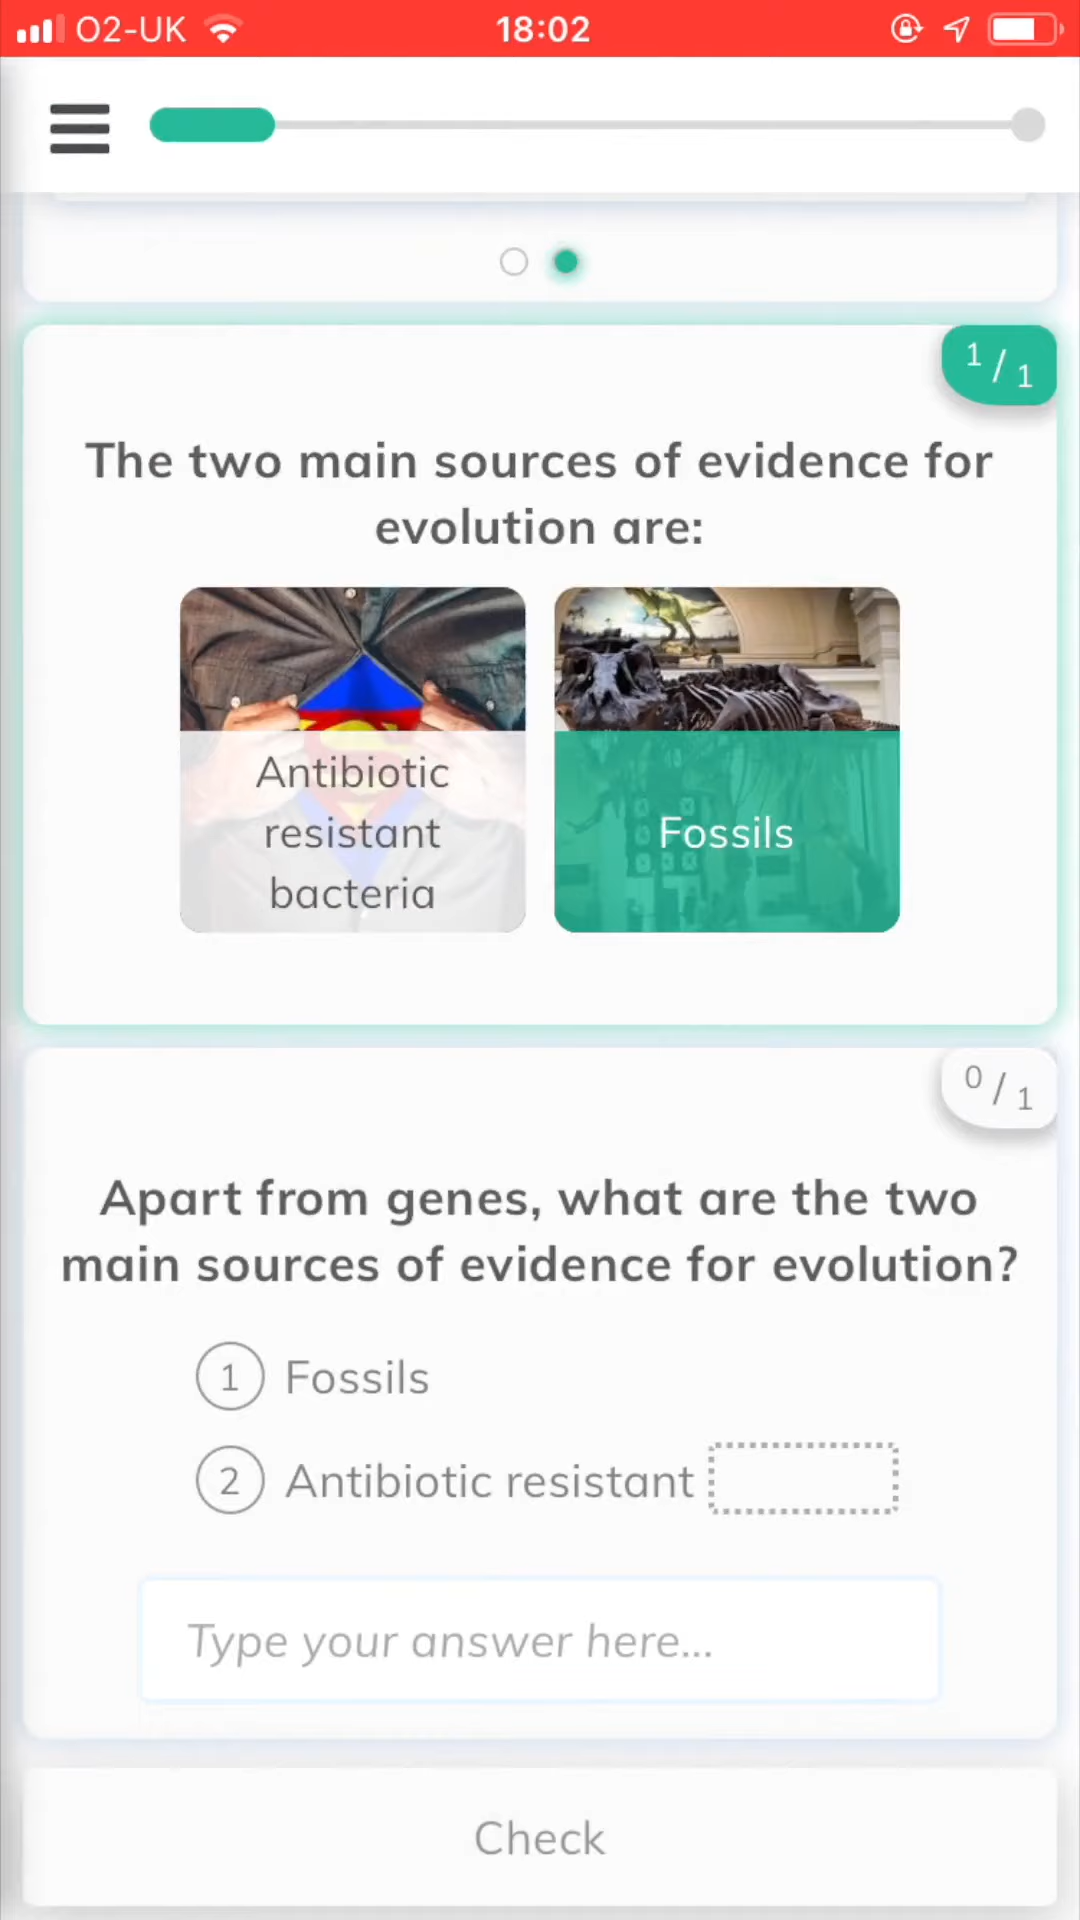 O2-UK 18:02
1 / 1
The two main sources of evidence for
evolution are:
Antibiotic
resistant
bacteria
Fossils
0 / 1
Apart from genes, what are the two
main sources of evidence for evolution?
1 Fossils
2 Antibiotic resistant
Type your answer here...
Check